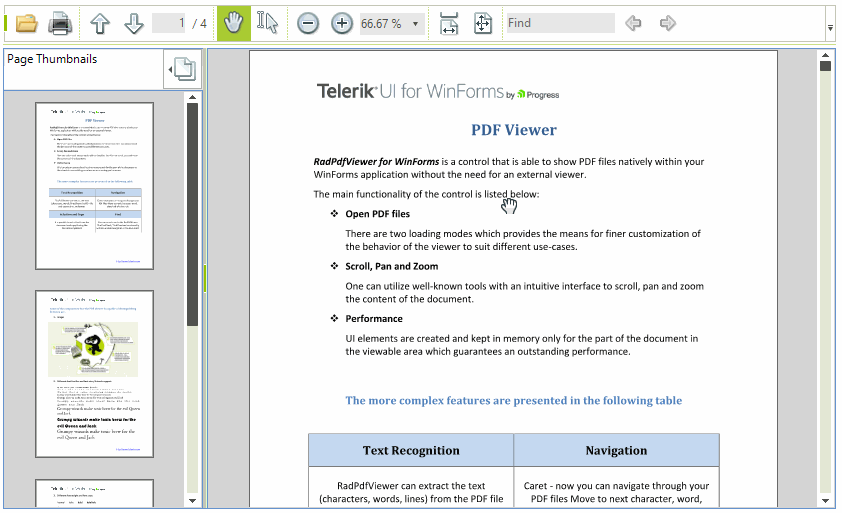 1 / 4
66.67 %
Find
Page Thumbnails
Telerik UI for WinForms by Progress
PDF Viewer
RadPdfViewer for WinForms is a control that is able to show PDF files natively within your
WinForms application without the need for an external viewer.
The main functionality of the control is listed below:
❖ Open PDF files
There are two loading modes which provides the means for finer customization of
the behavior of the viewer to suit different use-cases.
❖ Scroll, Pan and Zoom
One can utilize well-known tools with an intuitive interface to scroll, pan and zoom
the content of the document.
❖ Performance
UI elements are created and kept in memory only for the part of the document in
the viewable area which guarantees an outstanding performance.
The more complex features are presented in the following table
Text Recognition
Navigation
RadPdfViewer can extract the text
(characters, words, lines) from the PDF file
Caret - now you can navigate through your
PDF files Move to next character, word,